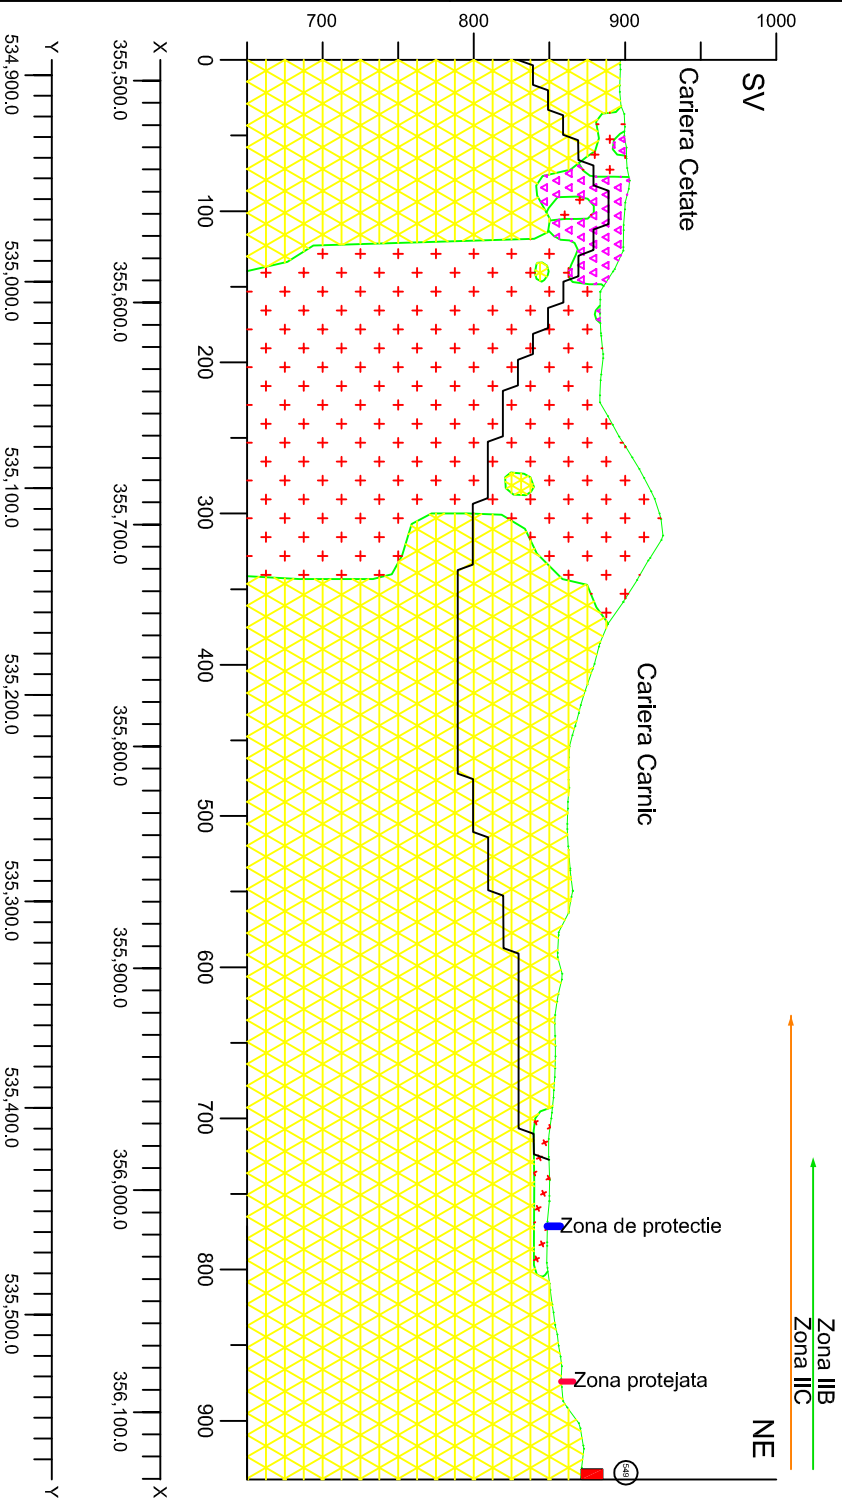 SV
NE
Zona IIB
Zona IIC
Cariera Cetate
Cariera Carnic
Zona de protectie
Zona protejata
549
1000
900
800
700
0
100
200
300
400
500
600
700
800
900
X
355,500.0
355,600.0
355,700.0
355,800.0
355,900.0
356,000.0
356,100.0
X
Y
534,900.0
535,000.0
535,100.0
535,200.0
535,300.0
535,400.0
535,500.0
Y